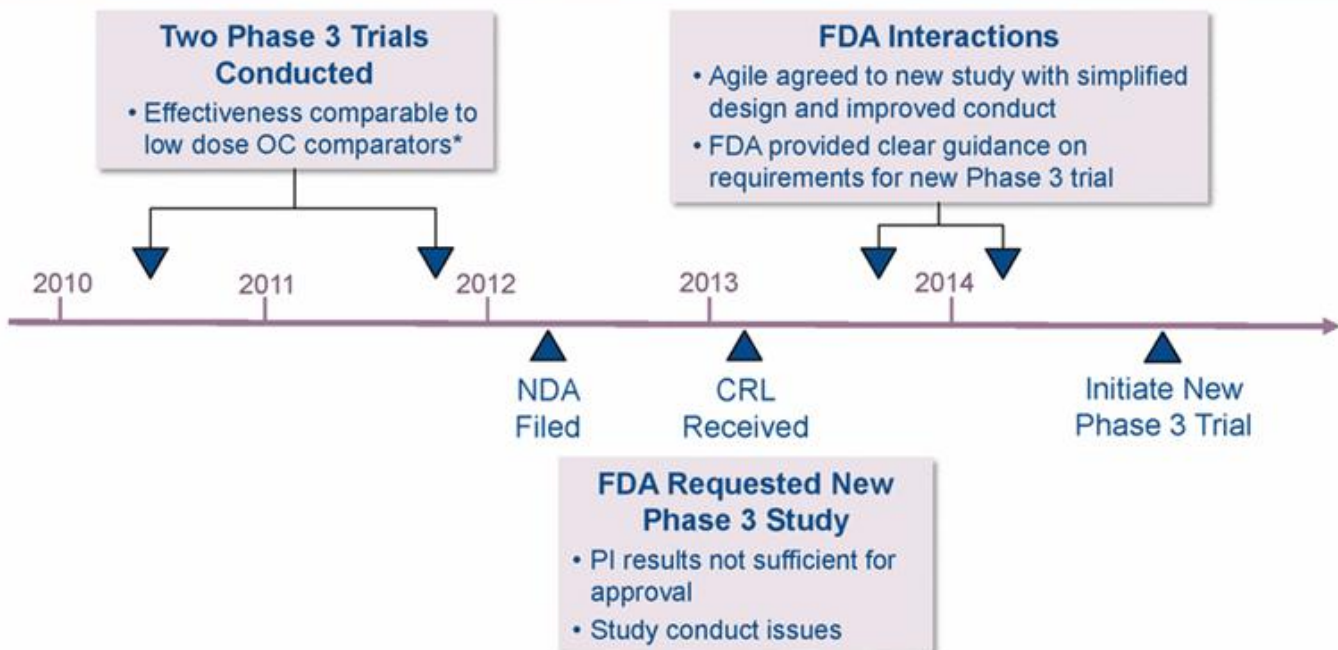 Two Phase 3 Trials
Conducted
• Effectiveness comparable to
low dose OC comparators*
FDA Interactions
• Agile agreed to new study with simplified
design and improved conduct
• FDA provided clear guidance on
requirements for new Phase 3 trial
2010
2011
2012
2013
2014
NDA
Filed
CRL
Received
Initiate New
Phase 3 Trial
FDA Requested New
Phase 3 Study
• PI results not sufficient for
approval
• Study conduct issues